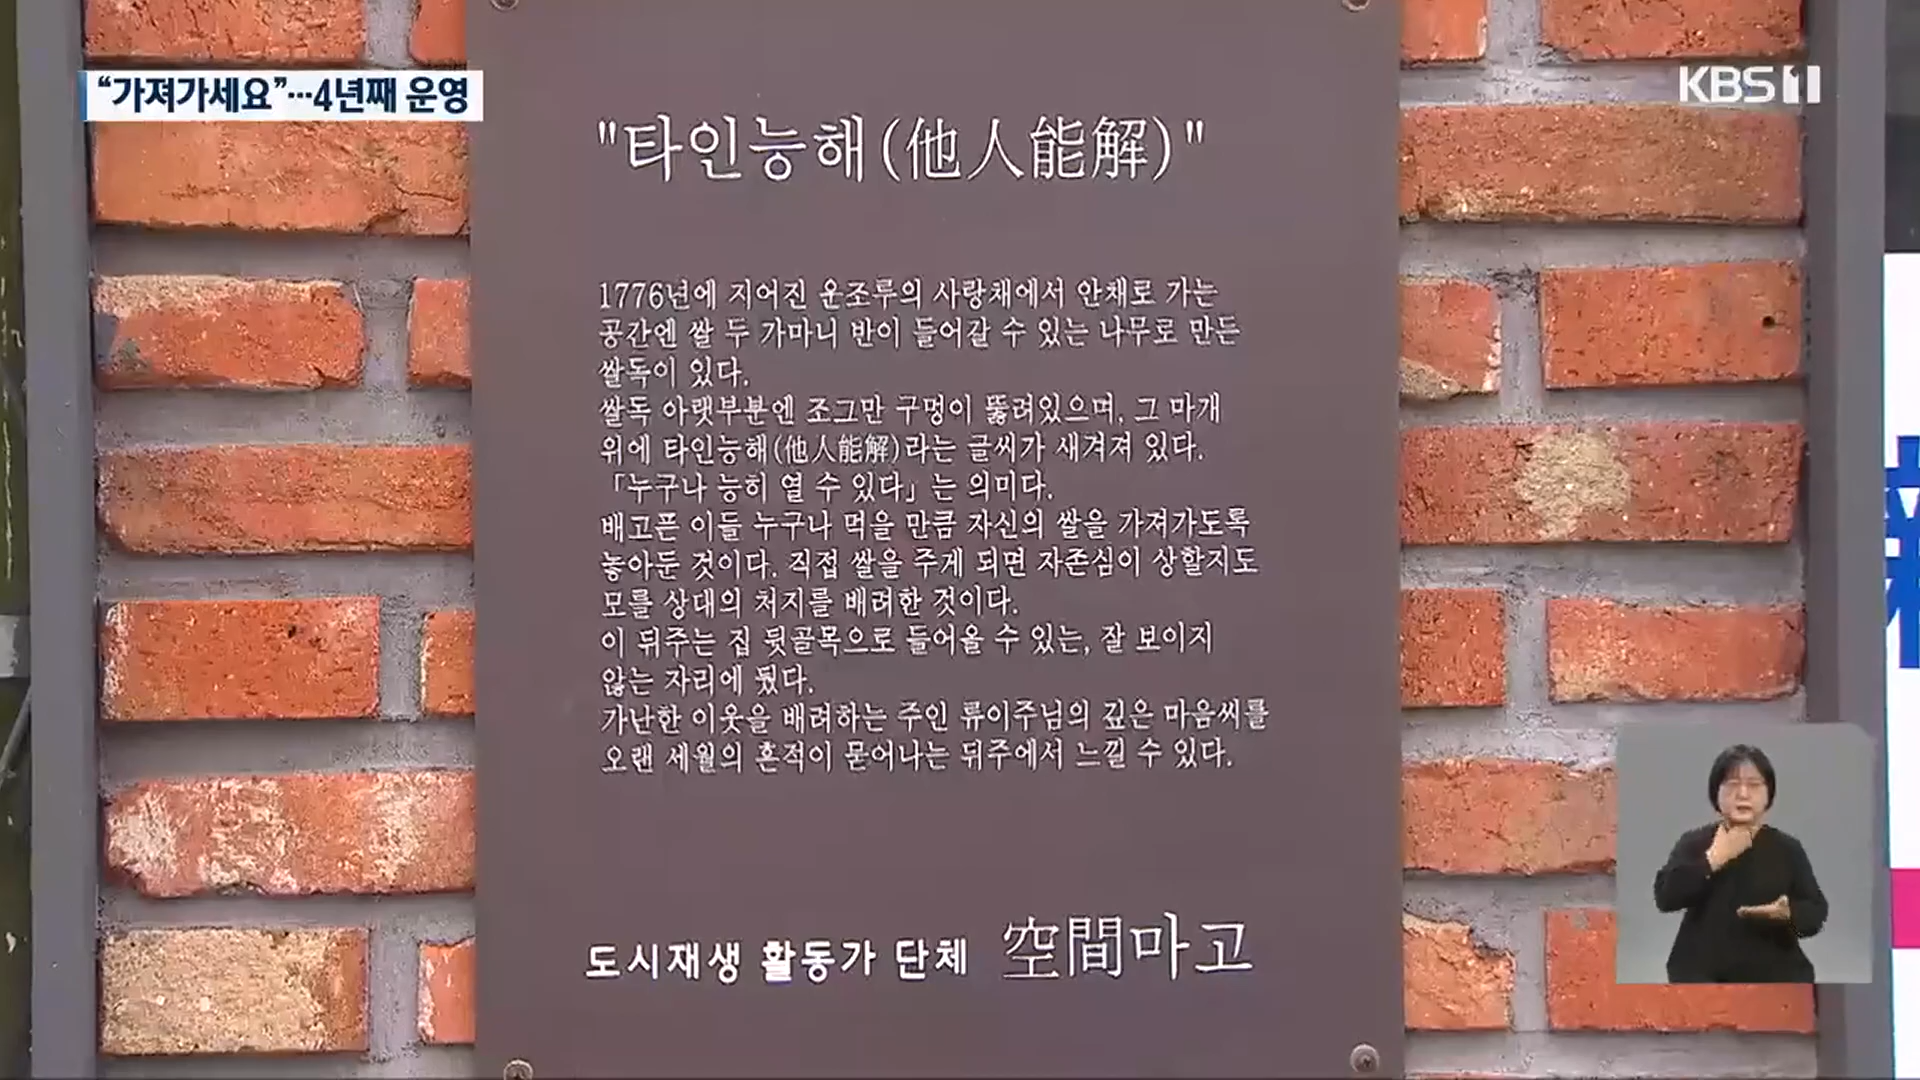 “가져가세요”…4년째 운영
KBS 1
"타인능해(他人能解)"
1776년에 지어진 운조루의 사랑채에서 안채로 가는
공간엔 쌀 두 가마니 반이 들어갈 수 있는 나무로 만든
쌀독이 있다.
쌀독 아랫부분엔 조그만 구멍이 뚫려있으며, 그 마개
위에 타인능해(他人能解)라는 글씨가 새겨져 있다.
「누구나 능히 열 수 있다」는 의미다.
배고픈 이들 누구나 먹을 만큼 자신의 쌀을 가져가도록
놓아둔 것이다. 직접 쌀을 주게 되면 자존심이 상할지도
모를 상대의 처지를 배려한 것이다.
이 뒤주는 집 뒷골목으로 들어올 수 있는, 잘 보이지
않는 자리에 뒀다.
가난한 이웃을 배려하는 주인 류이주님의 깊은 마음씨를
오랜 세월의 흔적이 묻어나는 뒤주에서 느낄 수 있다.
도시재생 활동가 단체 空間마고